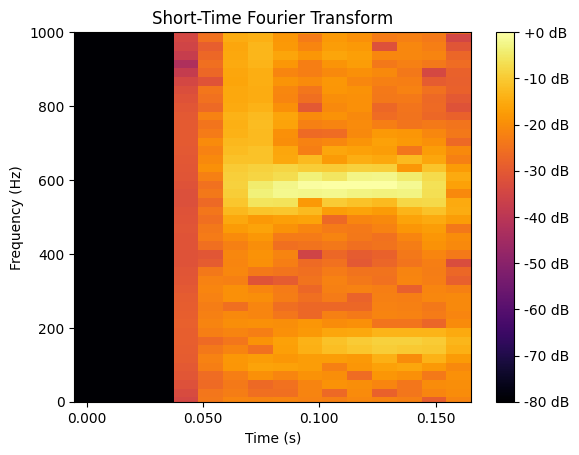 Short-Time Fourier Transform
1000
800
600
400
200
0
Frequency (Hz)
0.000
0.050
0.100
0.150
Time (s)
+0 dB
-10 dB
-20 dB
-30 dB
-40 dB
-50 dB
-60 dB
-70 dB
-80 dB